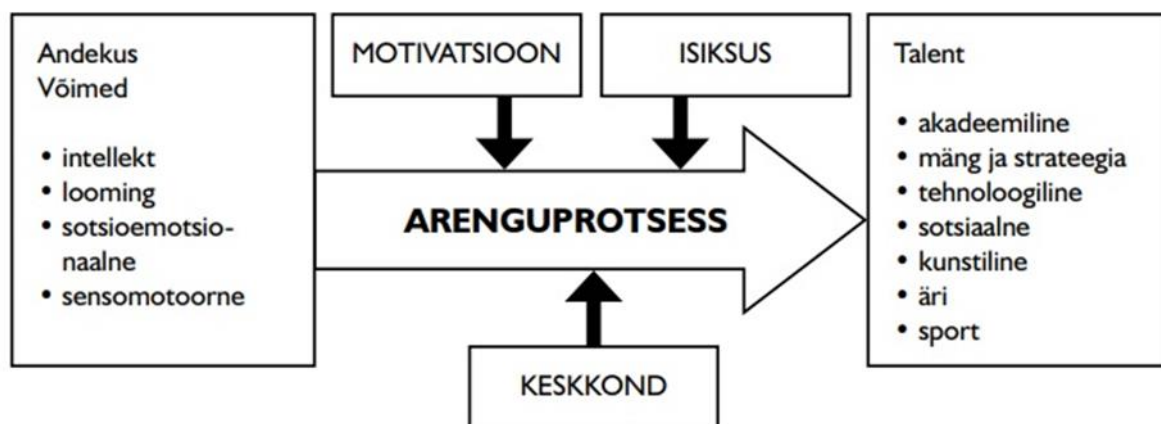 Andekus
Võimed
• intellekt
• looming
• sotsioemotsio-
naalne
• sensomotoorne
MOTIVATSIOON
ISIKSUS
ARENGUPROTSESS
KESKKOND
Talent
• akadeemiline
• mäng ja strateegia
• tehnoloogiline
• sotsiaalne
• kunstiline
• äri
• sport